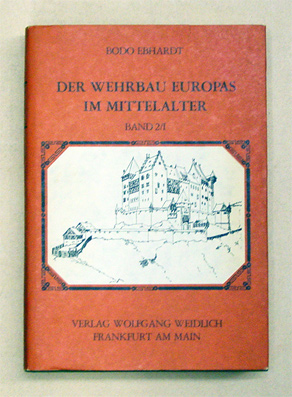 BODO EBHARDT
DER WEHRBAU EUROPAS
IM MITTELALTER
BAND 2/I
VERLAG WOLFGANG WEIDLICH
FRANKFURT AM MAIN